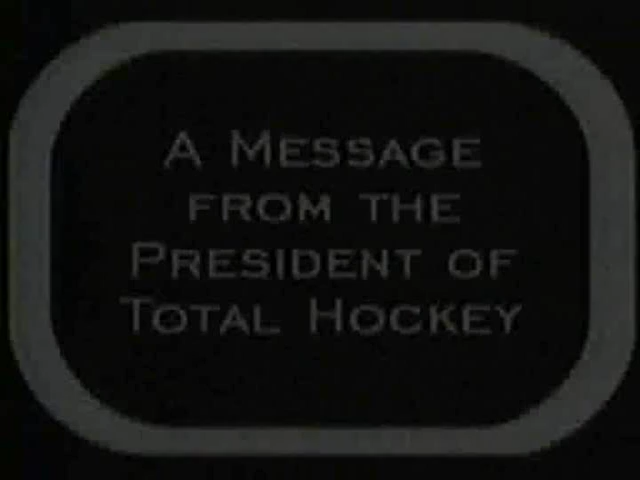 A Message
from the
President of
Total Hockey